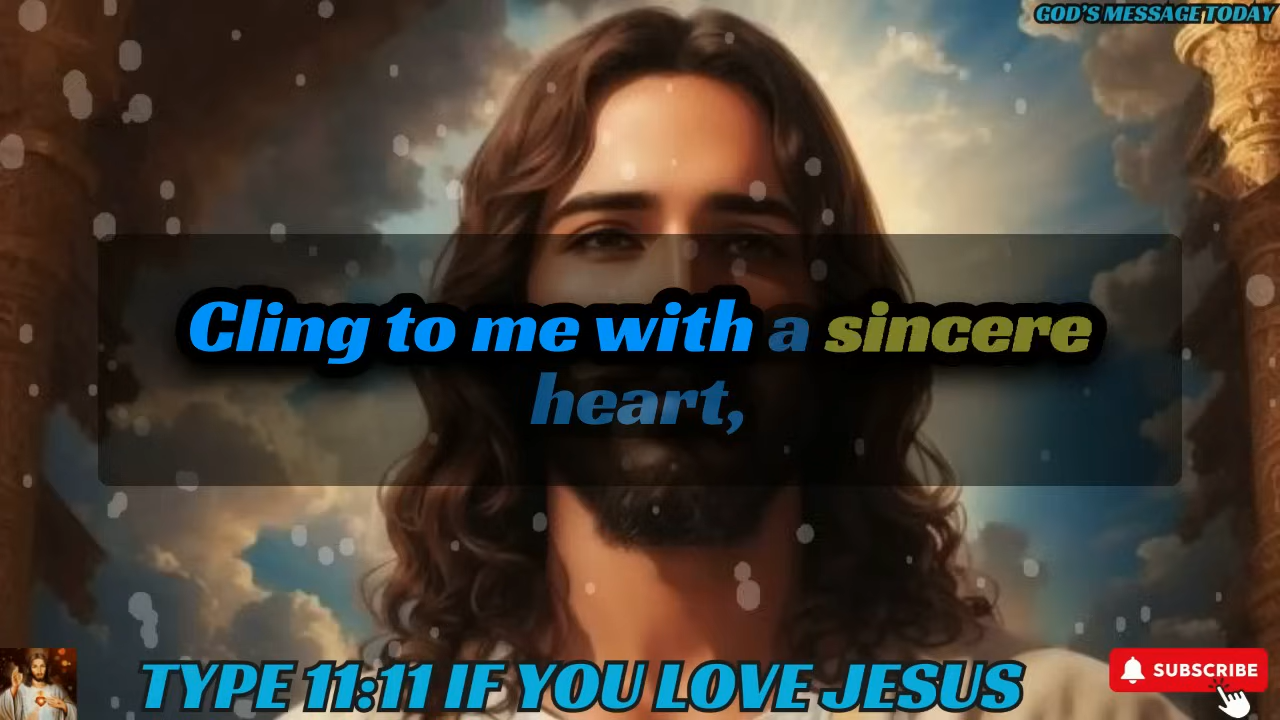 GOD'S MESSAGE TODAY
Cling to me with a sincere
heart,
TYPE 11:11 IF YOU LOVE JESUS
SUBSCRIBE